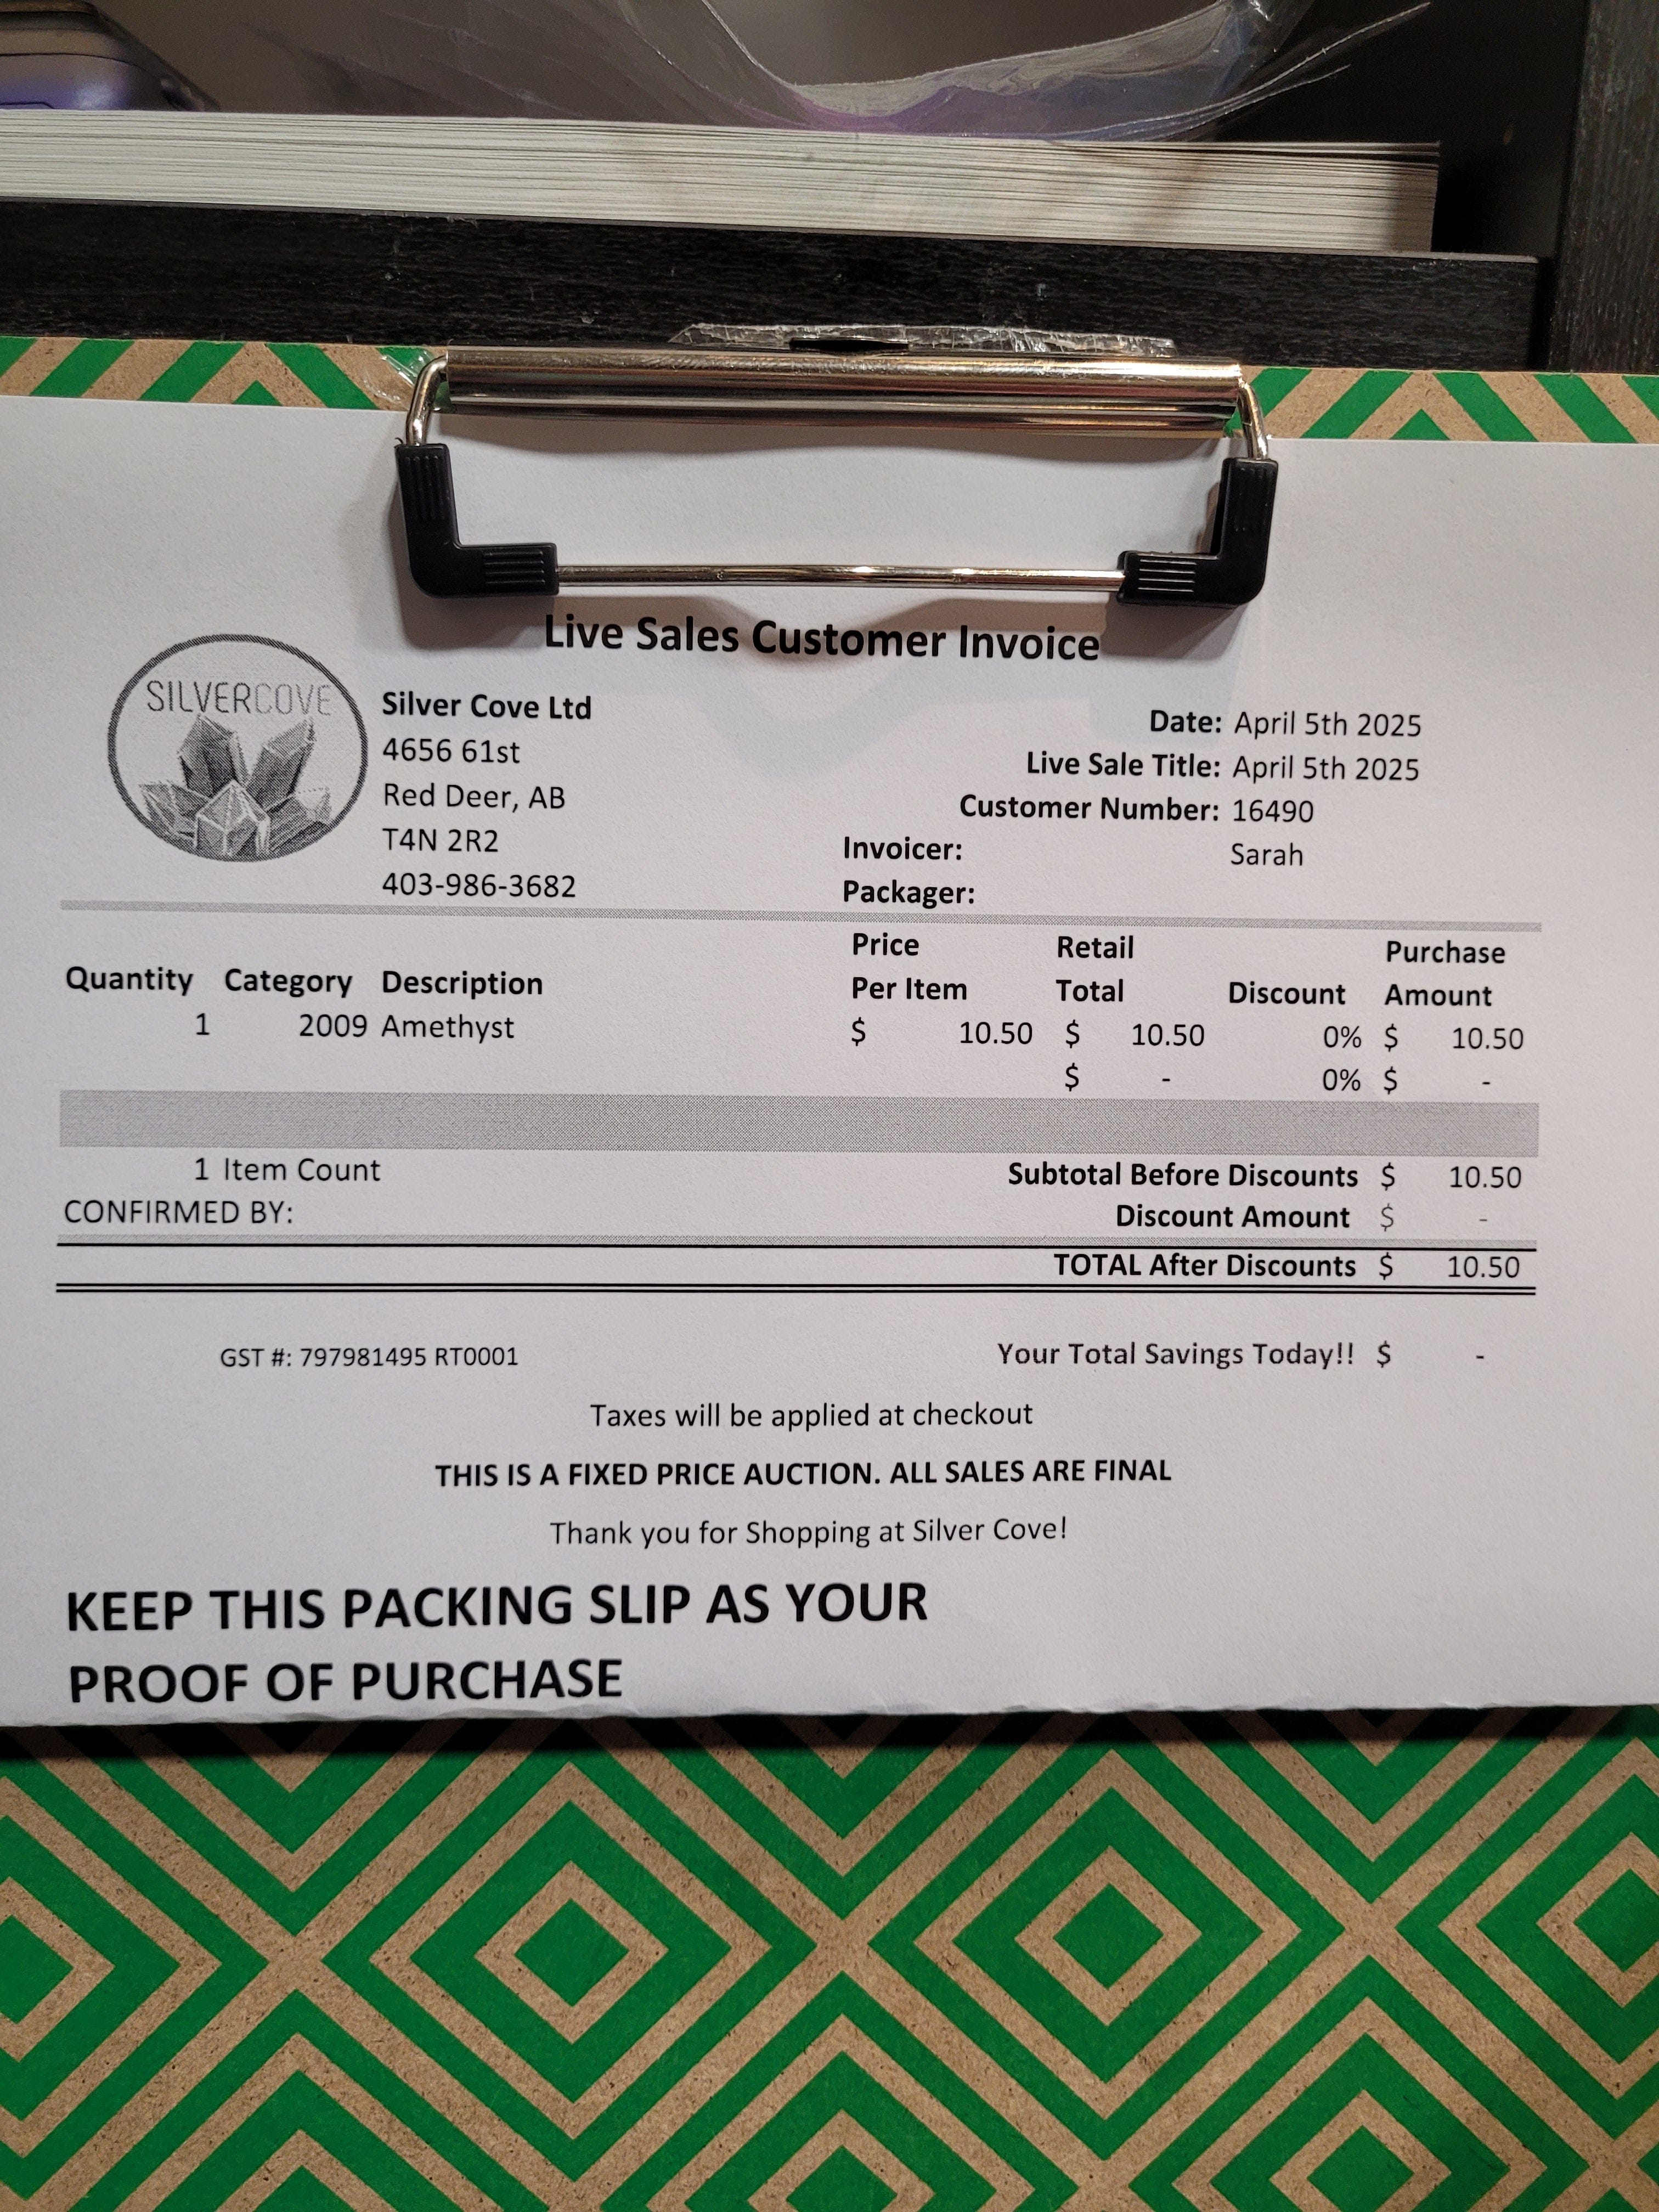 Live Sales Customer Invoice
SILVERCOVE
Silver Cove Ltd
4656 61st
Red Deer, AB
T4N 2R2
403-986-3682
Date: April 5th 2025
Live Sale Title: April 5th 2025
Customer Number: 16490
Invoicer: Sarah
Packager:
Quantity Category Description Price Per Item Retail Total Discount Purchase Amount
1 2009 Amethyst $ 10.50 $ 10.50 0% $ 10.50
$ - 0% $ -
1 Item Count Subtotal Before Discounts $ 10.50
CONFIRMED BY: Discount Amount $ -
TOTAL After Discounts $ 10.50
GST #: 797981495 RT0001 Your Total Savings Today!! $ -
Taxes will be applied at checkout
THIS IS A FIXED PRICE AUCTION. ALL SALES ARE FINAL
Thank you for Shopping at Silver Cove!
KEEP THIS PACKING SLIP AS YOUR
PROOF OF PURCHASE